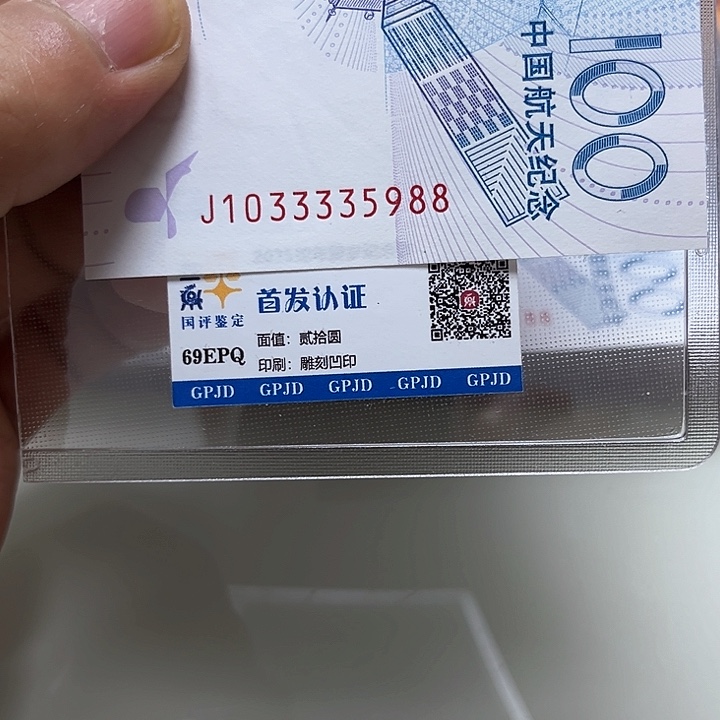 100
中国航天纪念
J1033335988
首发认证
国评鉴定
面值：贰拾圆
69EPQ
印刷：雕刻凹印
GPJD GPJD GPJD GPJD GPJD